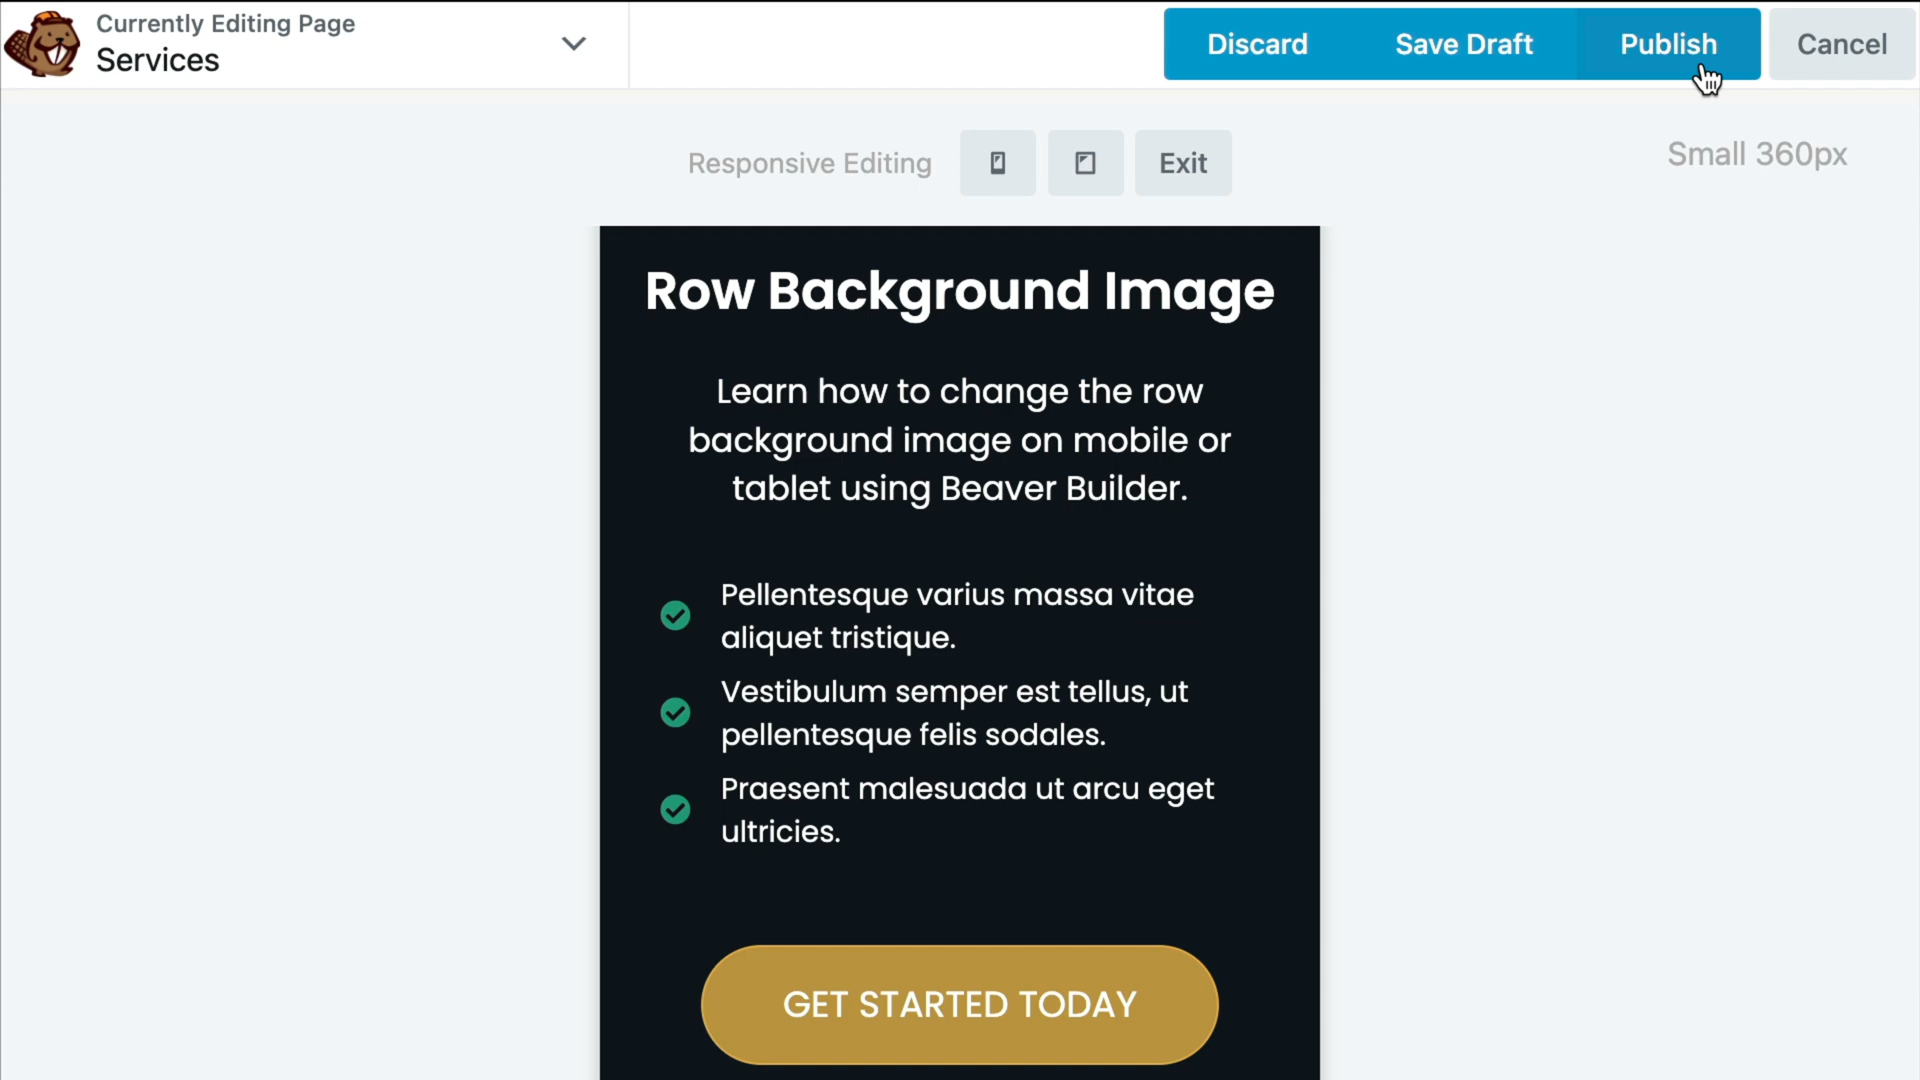 Currently Editing Page
Services
Discard
Save Draft
Publish
Cancel
Responsive Editing
Exit
Small 360px
Row Background Image
Learn how to change the row
background image on mobile or
tablet using Beaver Builder.
Pellentesque varius massa vitae
aliquet tristique.
Vestibulum semper est tellus, ut
pellentesque felis sodales.
Praesent malesuada ut arcu eget
ultricies.
GET STARTED TODAY